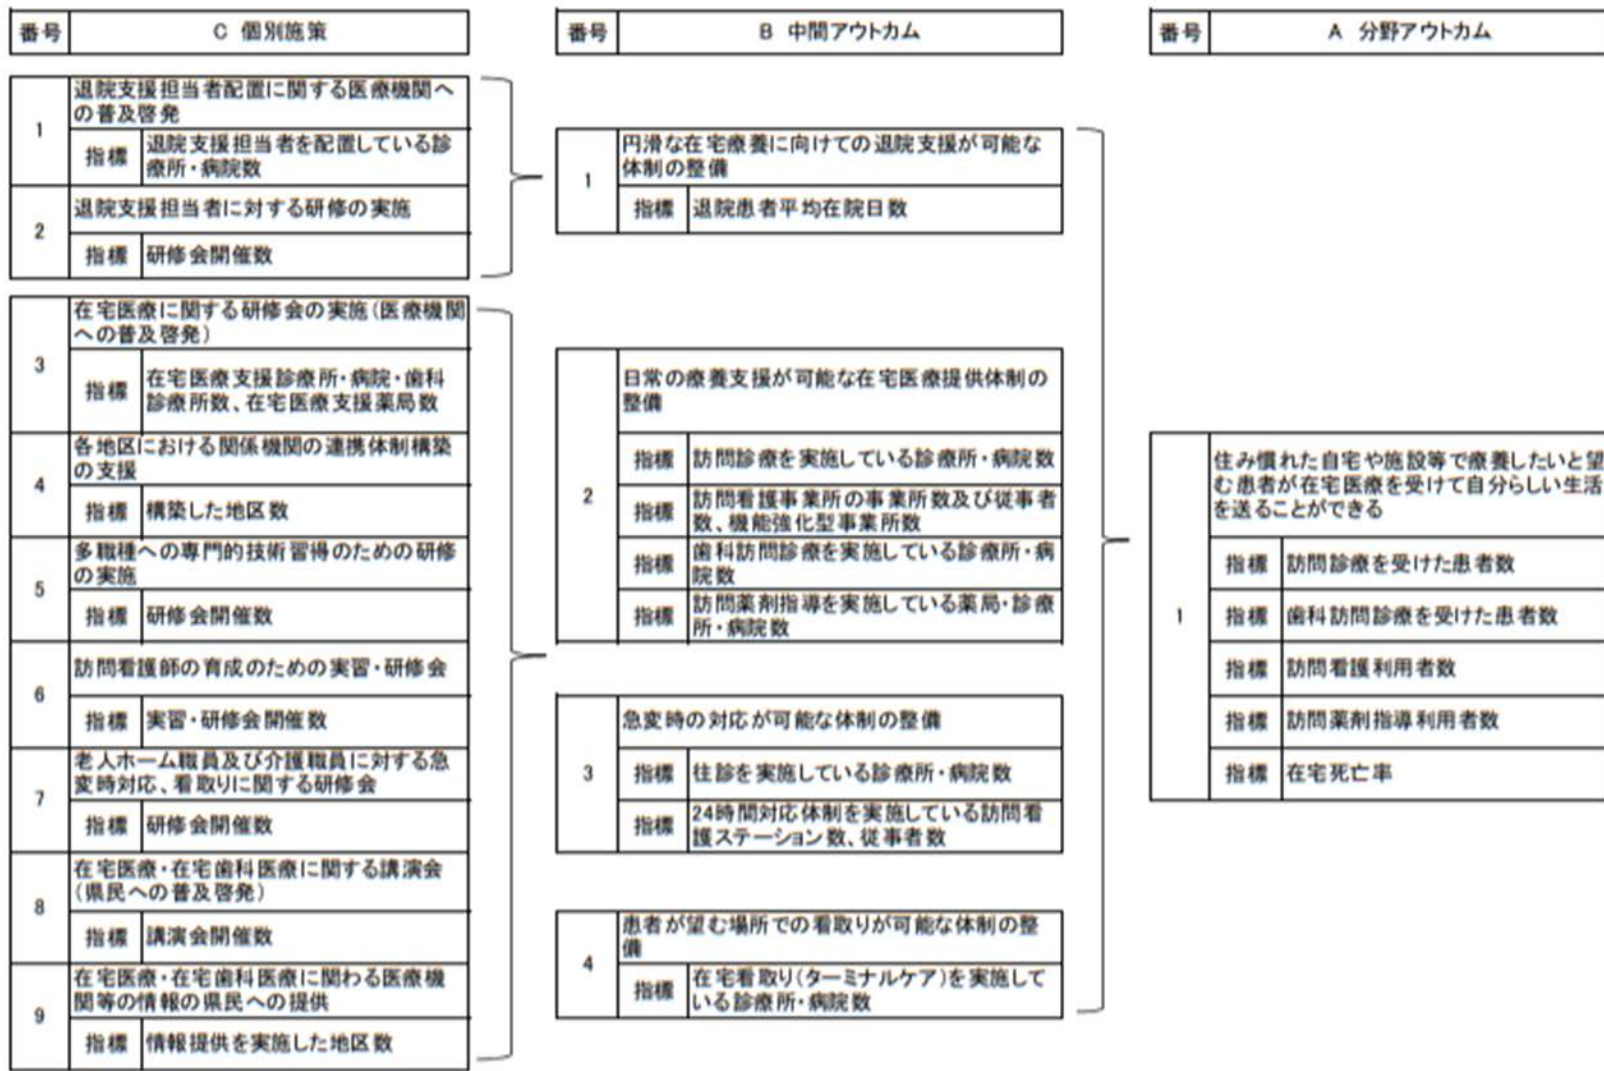 番号 C 個別施策
1
退院支援担当者配置に関する医療機関へ
の普及啓発
指標
退院支援担当者を配置している診
療所・病院数
2
退院支援担当者に対する研修の実施
指標 研修会開催数
3
在宅医療に関する研修会の実施(医療機関
への普及啓発)
指標
在宅医療支援診療所・病院・歯科
診療所数、在宅医療支援薬局数
4
各地区における関係機関の連携体制構築
の支援
指標 構築した地区数
5
多職種への専門的技術習得のための研修
の実施
指標 研修会開催数
6
訪問看護師の育成のための実習・研修会
指標 実習・研修会開催数
7
老人ホーム職員及び介護職員に対する急
変時対応、看取りに関する研修会
指標 研修会開催数
8
在宅医療・在宅歯科医療に関する講演会
(県民への普及啓発)
指標 講演会開催数
9
在宅医療・在宅歯科医療に関わる医療機
関等の情報の県民への提供
指標 情報提供を実施した地区数
番号 B 中間アウトカム
1
円滑な在宅療養に向けての退院支援が可能な
体制の整備
指標 退院患者平均在院日数
2
日常の療養支援が可能な在宅医療提供体制の
整備
指標 訪問診療を実施している診療所・病院数
指標
訪問看護事業所の事業所数及び従事者
数、機能強化型事業所数
指標
歯科訪問診療を実施している診療所・病
院数
指標
訪問薬剤指導を実施している薬局・診療
所・病院数
3
急変時の対応が可能な体制の整備
指標 往診を実施している診療所・病院数
指標
24時間対応体制を実施している訪問看
護ステーション数、従事者数
4
患者が望む場所での看取りが可能な体制の整
備
指標
在宅看取り(ターミナルケア)を実施して
いる診療所・病院数
番号 A 分野アウトカム
1
住み慣れた自宅や施設等で療養したいと望
む患者が在宅医療を受けて自分らしい生活
を送ることができる
指標 訪問診療を受けた患者数
指標 歯科訪問診療を受けた患者数
指標 訪問看護利用者数
指標 訪問薬剤指導利用者数
指標 在宅死亡率